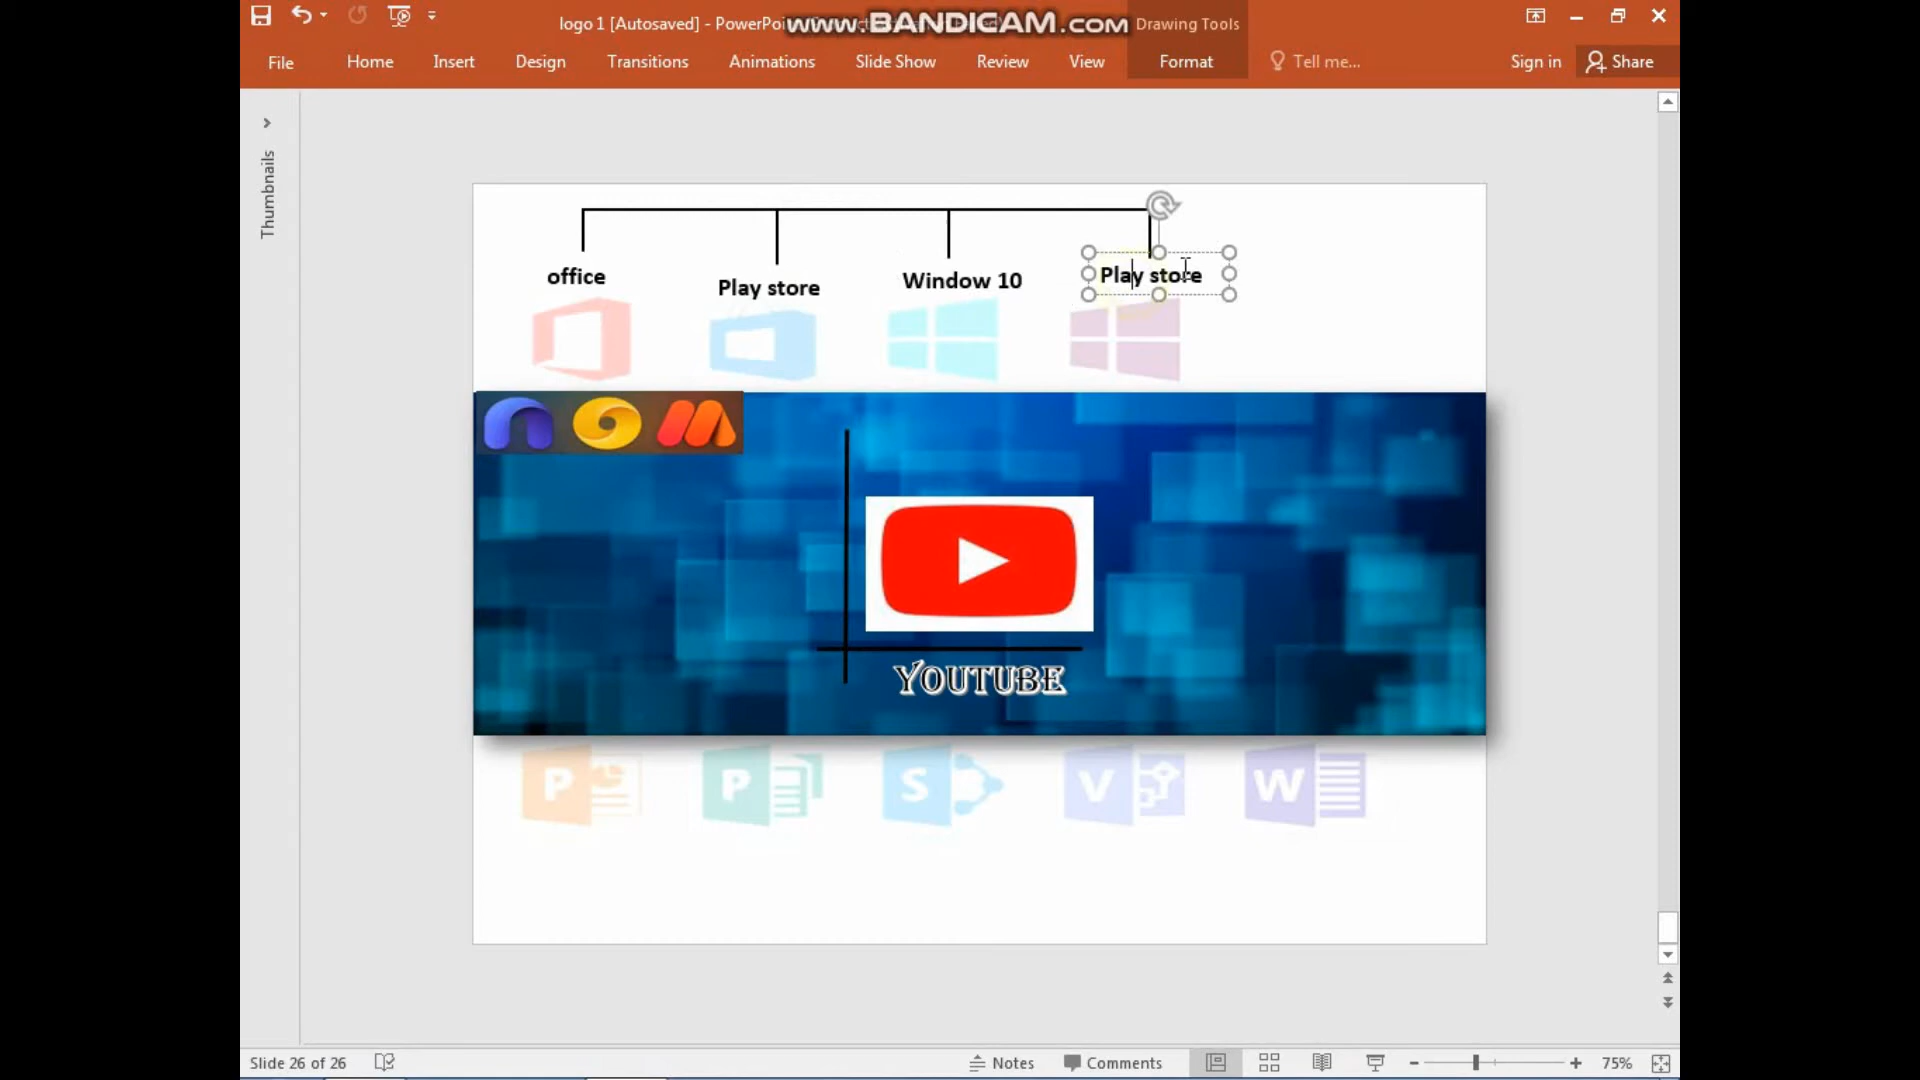 logo 1 [Autosaved] - PowerPoi
www.BANDICAM.com
Drawing Tools
File
Home
Insert
Design
Transitions
Animations
Slide Show
Review
View
Format
Tell me...
Sign in
Share
Thumbnails
office
Play store
Window 10
Play store
YOUTUBE
P
P
S
V
W
Slide 26 of 26
Notes
Comments
75%